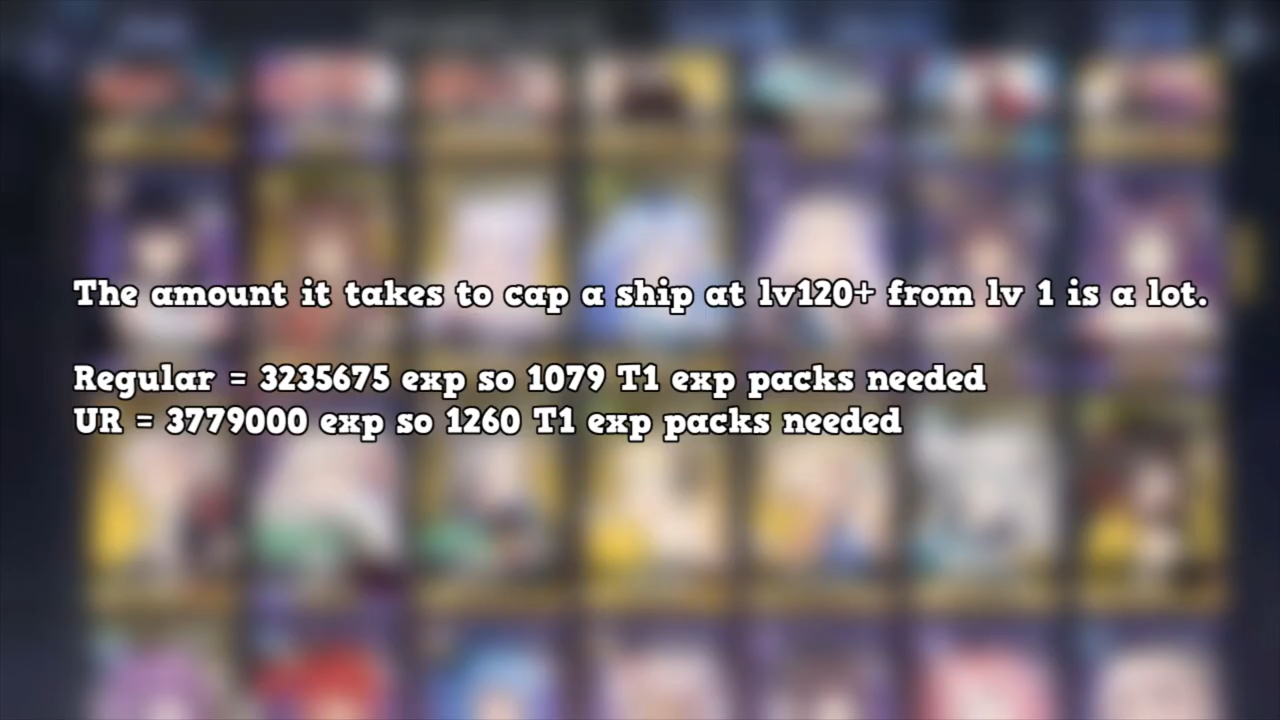 The amount it takes to cap a ship at lv120+ from lv 1 is a lot.
Regular = 3235675 exp so 1079 T1 exp packs needed
UR = 3779000 exp so 1260 T1 exp packs needed